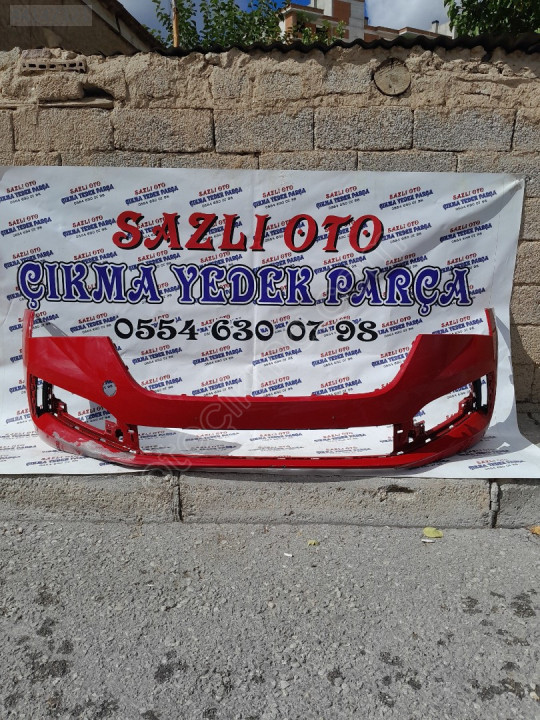 SAZLI OTO
ÇIKMA YEDEK PARÇA
0554 630 07 98